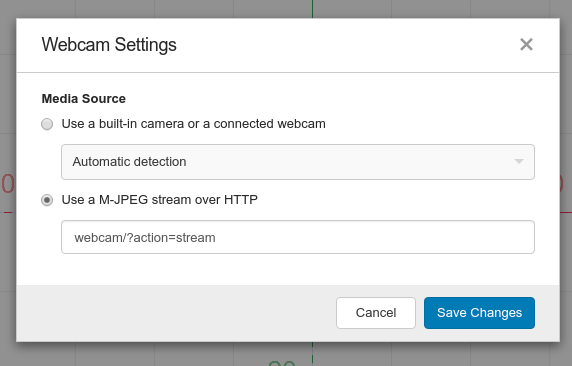 Webcam Settings
Media Source
Use a built-in camera or a connected webcam
Automatic detection
Use a M-JPEG stream over HTTP
webcam/?action=stream
Cancel
Save Changes